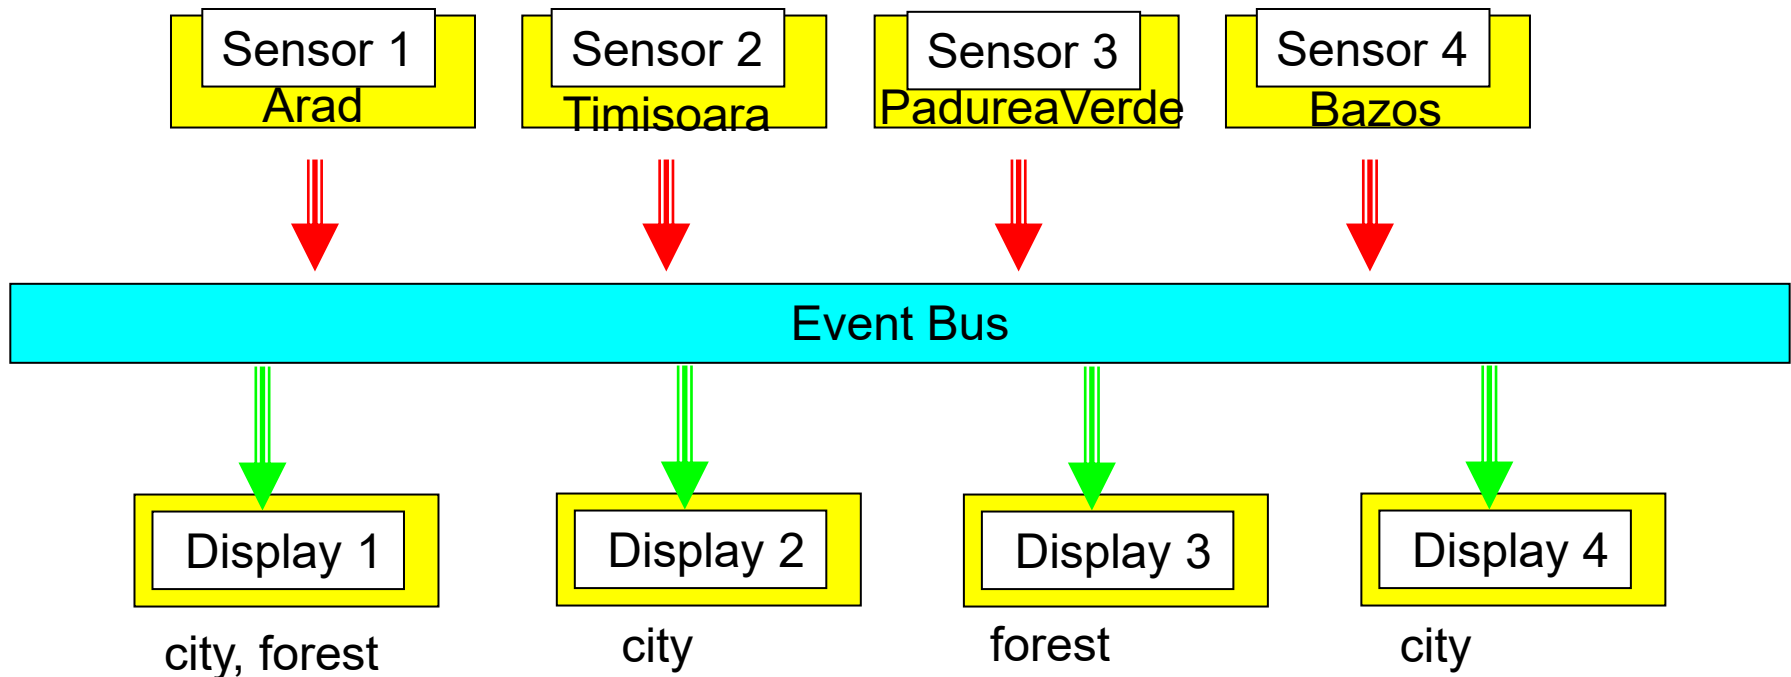 Sensor 1
Arad
Sensor 2
Timisoara
Sensor 3
PadureaVerde
Sensor 4
Bazos
Event Bus
Display 1
city, forest
Display 2
city
Display 3
forest
Display 4
city